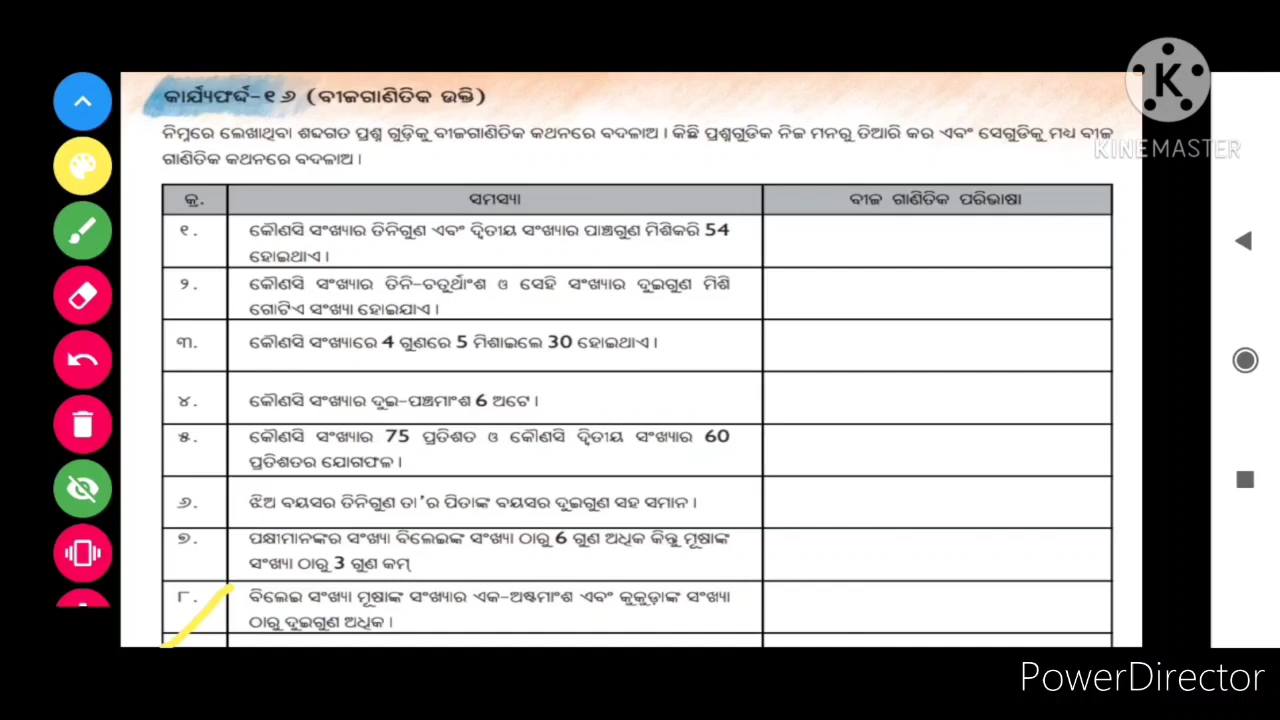 K
KINEMASTER
କାର୍ଯ୍ୟଫର୍ଦ୍ଦ-୧୬ (ବୀଜଗାଣିତିକ ଉକ୍ତି)
ନିମ୍ନରେ ଲେଖାଥିବା ଶବ୍ଦଗତ ପ୍ରଶ୍ନ ଗୁଡ଼ିକୁ ବୀଜଗାଣିତିକ କଥନରେ ବଦଳାଅ । କିଛି ପ୍ରଶ୍ନଗୁଡିକ ନିଜ ମନରୁ ତିଆରି କର ଏବଂ ସେଗୁଡିକୁ ମଧ୍ୟ ବୀଜ
ଗାଣିତିକ କଥନରେ ବଦଳାଅ ।
କ୍ର. ସମସ୍ୟା ବୀଜ ଗାଣିତିକ ପରିଭାଷା
୧. କୌଣସି ସଂଖ୍ୟାର ତିନିଗୁଣ ଏବଂ ଦ୍ୱିତୀୟ ସଂଖ୍ୟାର ପାଞ୍ଚଗୁଣ ମିଶିକରି 54
ହୋଇଥାଏ ।
୨. କୌଣସି ସଂଖ୍ୟାର ତିନି-ଚତୁର୍ଥାଂଶ ଓ ସେହି ସଂଖ୍ୟାର ଦୁଇଗୁଣ ମିଶି
ଗୋଟିଏ ସଂଖ୍ୟା ହୋଇଯାଏ ।
୩. କୌଣସି ସଂଖ୍ୟାରେ 4 ଗୁଣରେ 5 ମିଶାଇଲେ 30 ହୋଇଥାଏ ।
୪. କୌଣସି ସଂଖ୍ୟାର ଦୁଇ-ପଞ୍ଚମାଂଶ 6 ଅଟେ ।
୫. କୌଣସି ସଂଖ୍ୟାର 75 ପ୍ରତିଶତ ଓ କୌଣସି ଦ୍ୱିତୀୟ ସଂଖ୍ୟାର 60
ପ୍ରତିଶତର ଯୋଗଫଳ ।
୬. ଝିଅ ବୟସର ତିନିଗୁଣ ତା'ର ପିତାଙ୍କ ବୟସର ଦୁଇଗୁଣ ସହ ସମାନ ।
୭. ପକ୍ଷୀମାନଙ୍କର ସଂଖ୍ୟା ବିଲେଇଙ୍କ ସଂଖ୍ୟା ଠାରୁ 6 ଗୁଣ ଅଧିକ କିନ୍ତୁ ମୂଷାଙ୍କ
ସଂଖ୍ୟା ଠାରୁ 3 ଗୁଣ କମ୍
୮. ବିଲେଇ ସଂଖ୍ୟା ମୂଷାଙ୍କ ସଂଖ୍ୟାର ଏକ-ଅଷ୍ଟମାଂଶ ଏବଂ କୁକୁଡ଼ାଙ୍କ ସଂଖ୍ୟା
ଠାରୁ ଦୁଇଗୁଣ ଅଧିକ ।
PowerDirector